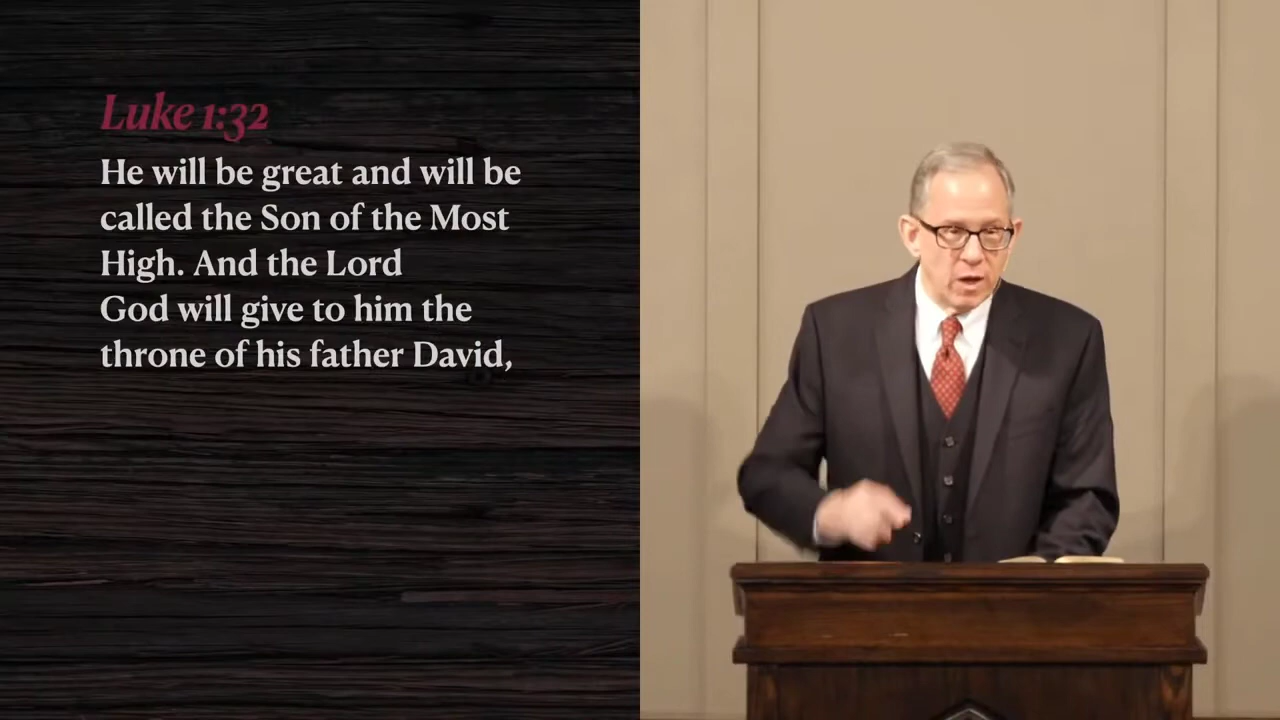 Luke 1:32
He will be great and will be
called the Son of the Most
High. And the Lord
God will give to him the
throne of his father David,